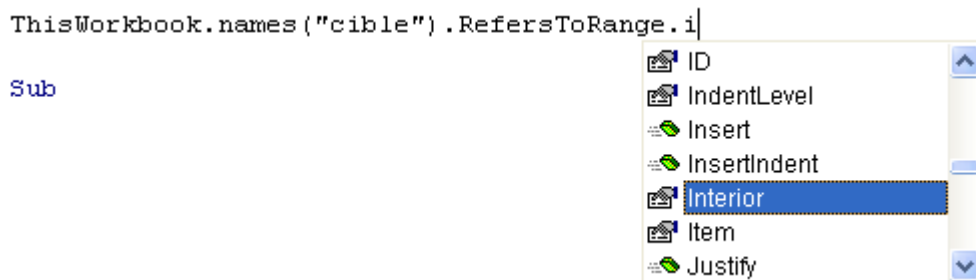 ThisWorkbook.names("cible").RefersToRange.i
ID
Sub
IndentLevel
Insert
InsertIndent
Interior
Item
Justify